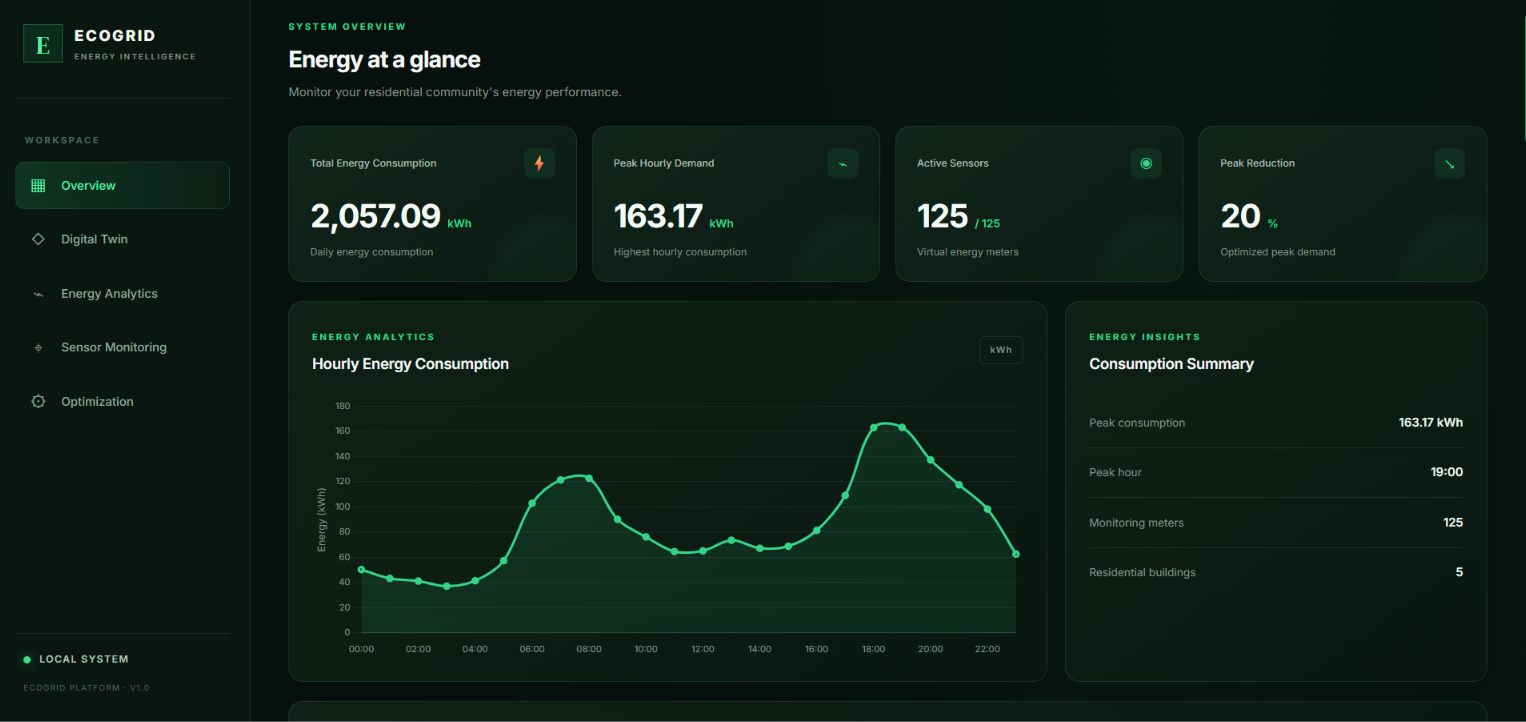 E
ECOGRID
ENERGY INTELLIGENCE
WORKSPACE
Overview
Digital Twin
Energy Analytics
Sensor Monitoring
Optimization
LOCAL SYSTEM
ECOGRID PLATFORM · V1.0
SYSTEM OVERVIEW
Energy at a glance
Monitor your residential community's energy performance.
Total Energy Consumption
2,057.09 kWh
Daily energy consumption
Peak Hourly Demand
163.17 kWh
Highest hourly consumption
Active Sensors
125 / 125
Virtual energy meters
Peak Reduction
20 %
Optimized peak demand
ENERGY ANALYTICS
Hourly Energy Consumption
kWh
Energy (kWh)
180
160
140
120
100
80
60
40
20
0
00:00 02:00 04:00 06:00 08:00 10:00 12:00 14:00 16:00 18:00 20:00 22:00
ENERGY INSIGHTS
Consumption Summary
Peak consumption 163.17 kWh
Peak hour 19:00
Monitoring meters 125
Residential buildings 5